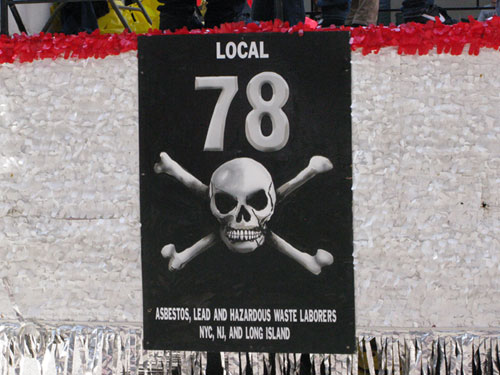 LOCAL
78
ASBESTOS, LEAD AND HAZARDOUS WASTE LABORERS
NYC, NJ, AND LONG ISLAND